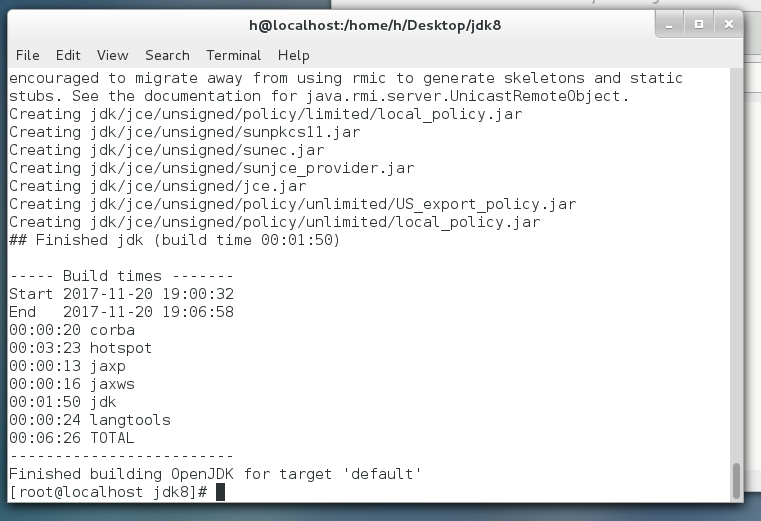 h@localhost:/home/h/Desktop/jdk8
File Edit View Search Terminal Help
encouraged to migrate away from using rmic to generate skeletons and static
stubs. See the documentation for java.rmi.server.UnicastRemoteObject.
Creating jdk/jce/unsigned/policy/limited/local_policy.jar
Creating jdk/jce/unsigned/sunpkcs11.jar
Creating jdk/jce/unsigned/sunec.jar
Creating jdk/jce/unsigned/sunjce_provider.jar
Creating jdk/jce/unsigned/jce.jar
Creating jdk/jce/unsigned/policy/unlimited/US_export_policy.jar
Creating jdk/jce/unsigned/policy/unlimited/local_policy.jar
## Finished jdk (build time 00:01:50)
----- Build times -------
Start 2017-11-20 19:00:32
End   2017-11-20 19:06:58
00:00:20 corba
00:03:23 hotspot
00:00:13 jaxp
00:00:16 jaxws
00:01:50 jdk
00:00:24 langtools
00:06:26 TOTAL
-------------------------
Finished building OpenJDK for target 'default'
[root@localhost jdk8]#